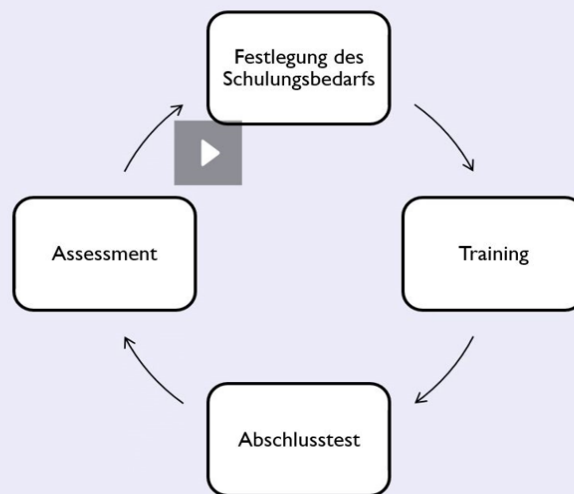 Festlegung des
Schulungsbedarfs
Assessment
Training
Abschlusstest